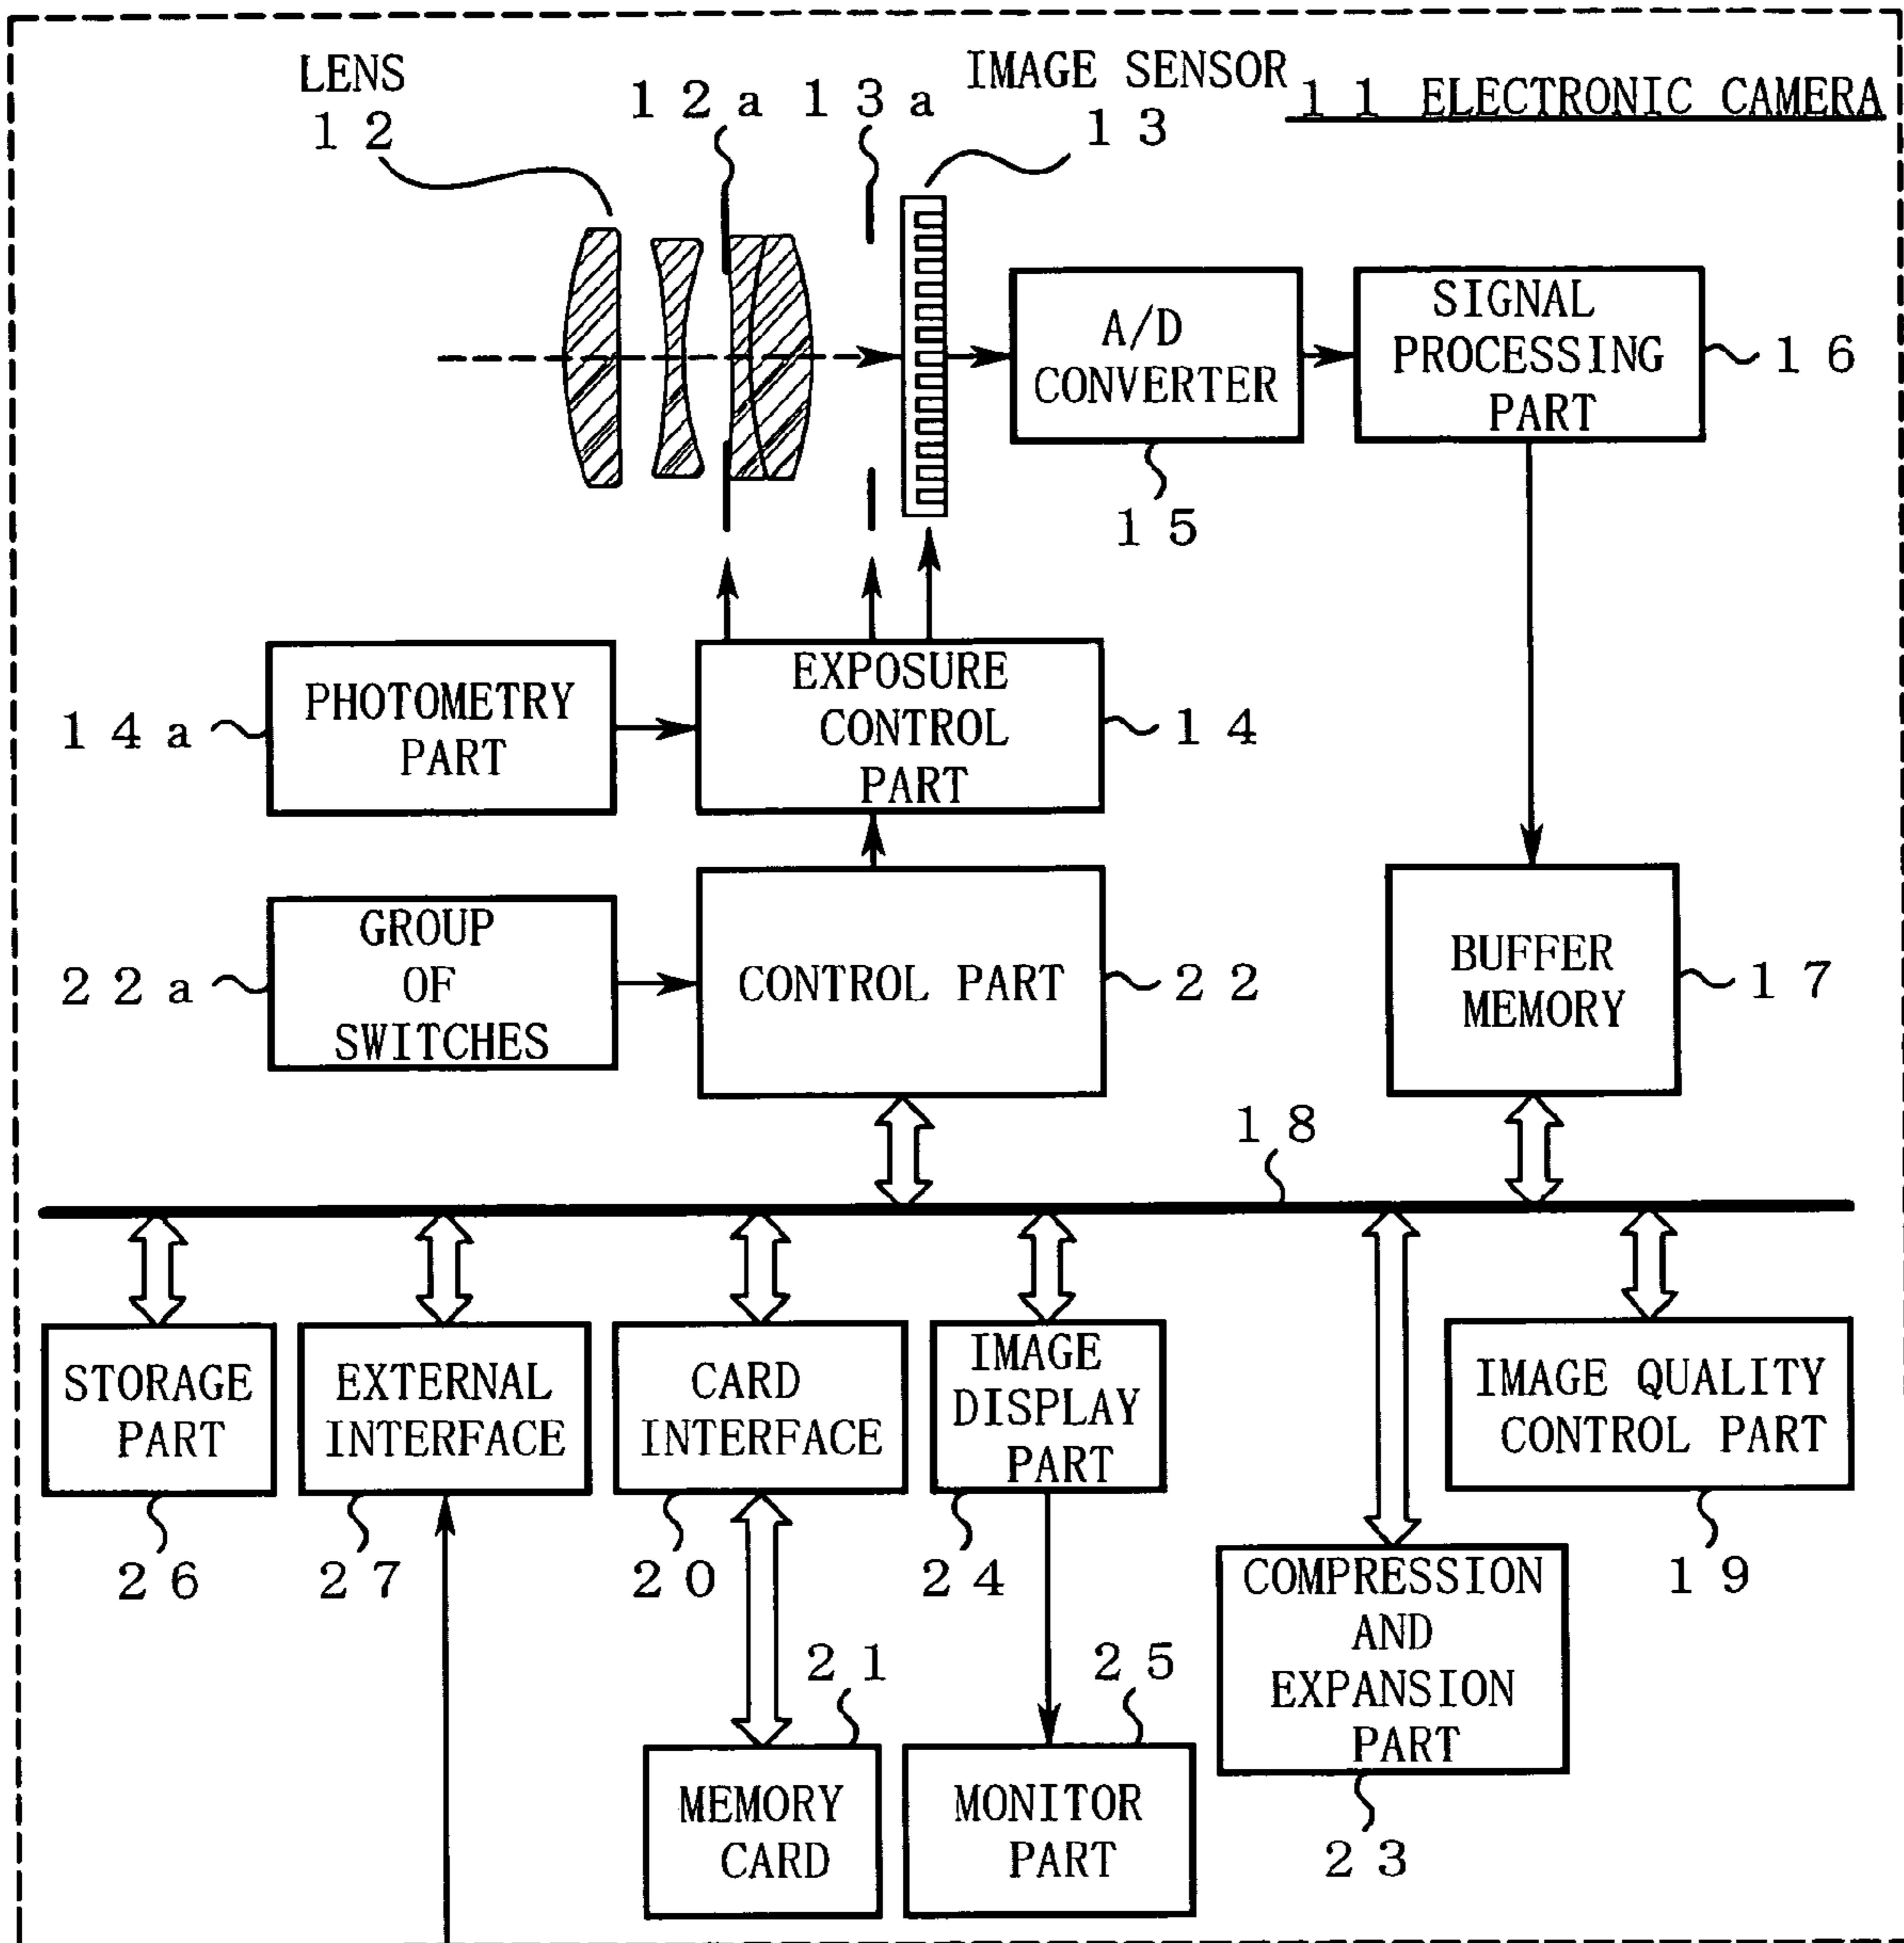 LENS
12
12a
13a
IMAGE SENSOR
13
11 ELECTRONIC CAMERA
A/D
CONVERTER
15
SIGNAL
PROCESSING
PART
16
PHOTOMETRY
PART
14a
EXPOSURE
CONTROL
PART
14
GROUP
OF
SWITCHES
22a
CONTROL PART
22
BUFFER
MEMORY
17
18
STORAGE
PART
26
EXTERNAL
INTERFACE
27
CARD
INTERFACE
20
IMAGE
DISPLAY
PART
24
IMAGE QUALITY
CONTROL PART
19
COMPRESSION
AND
EXPANSION
PART
23
21
MEMORY
CARD
25
MONITOR
PART